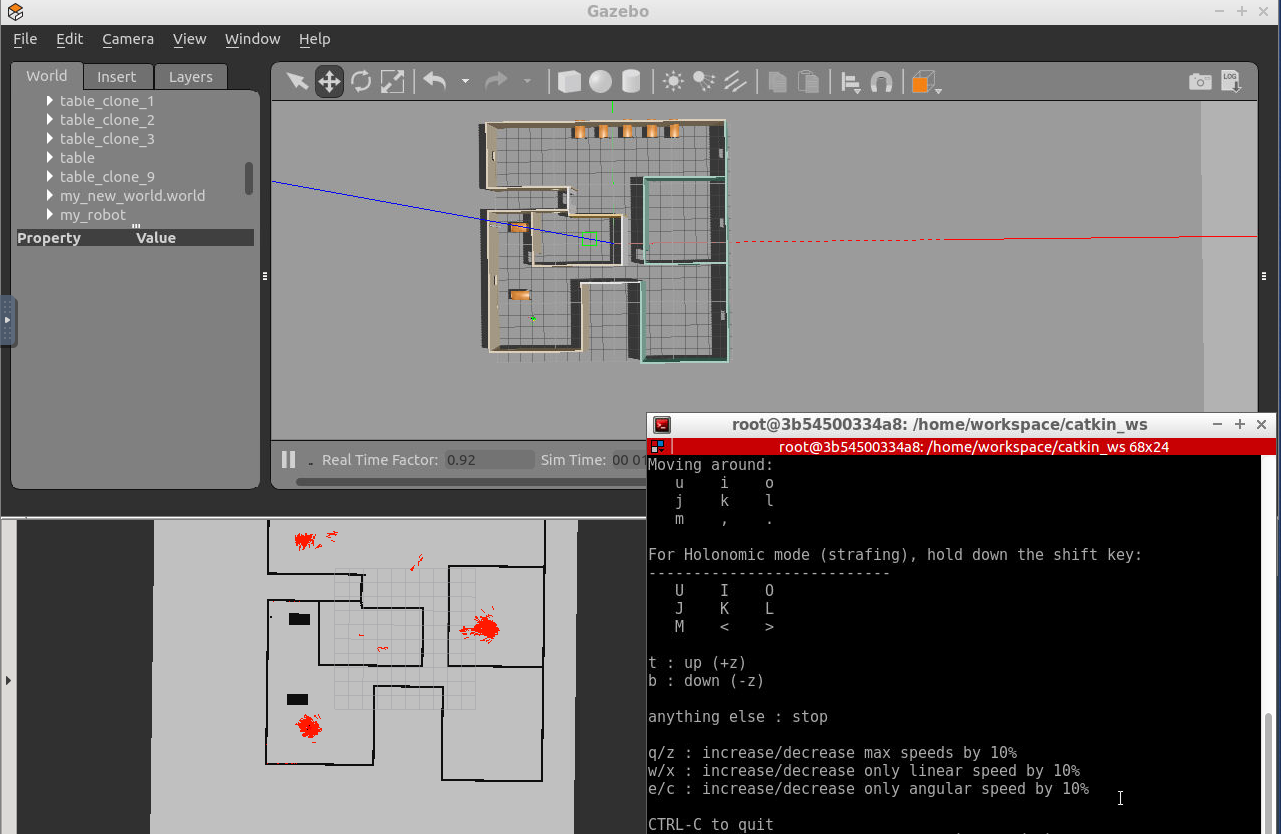 Gazebo
File Edit Camera View Window Help
World Insert Layers
table_clone_1
table_clone_2
table_clone_3
table
table_clone_9
my_new_world.world
my_robot
Property Value
LOG
Real Time Factor: 0.92 Sim Time: 00 01
root@3b54500334a8: /home/workspace/catkin_ws
root@3b54500334a8: /home/workspace/catkin_ws 68x24
Moving around:
u i o
j k l
m , .
For Holonomic mode (strafing), hold down the shift key:
---------------------------
U I O
J K L
M < >
t : up (+z)
b : down (-z)
anything else : stop
q/z : increase/decrease max speeds by 10%
w/x : increase/decrease only linear speed by 10%
e/c : increase/decrease only angular speed by 10%
CTRL-C to quit